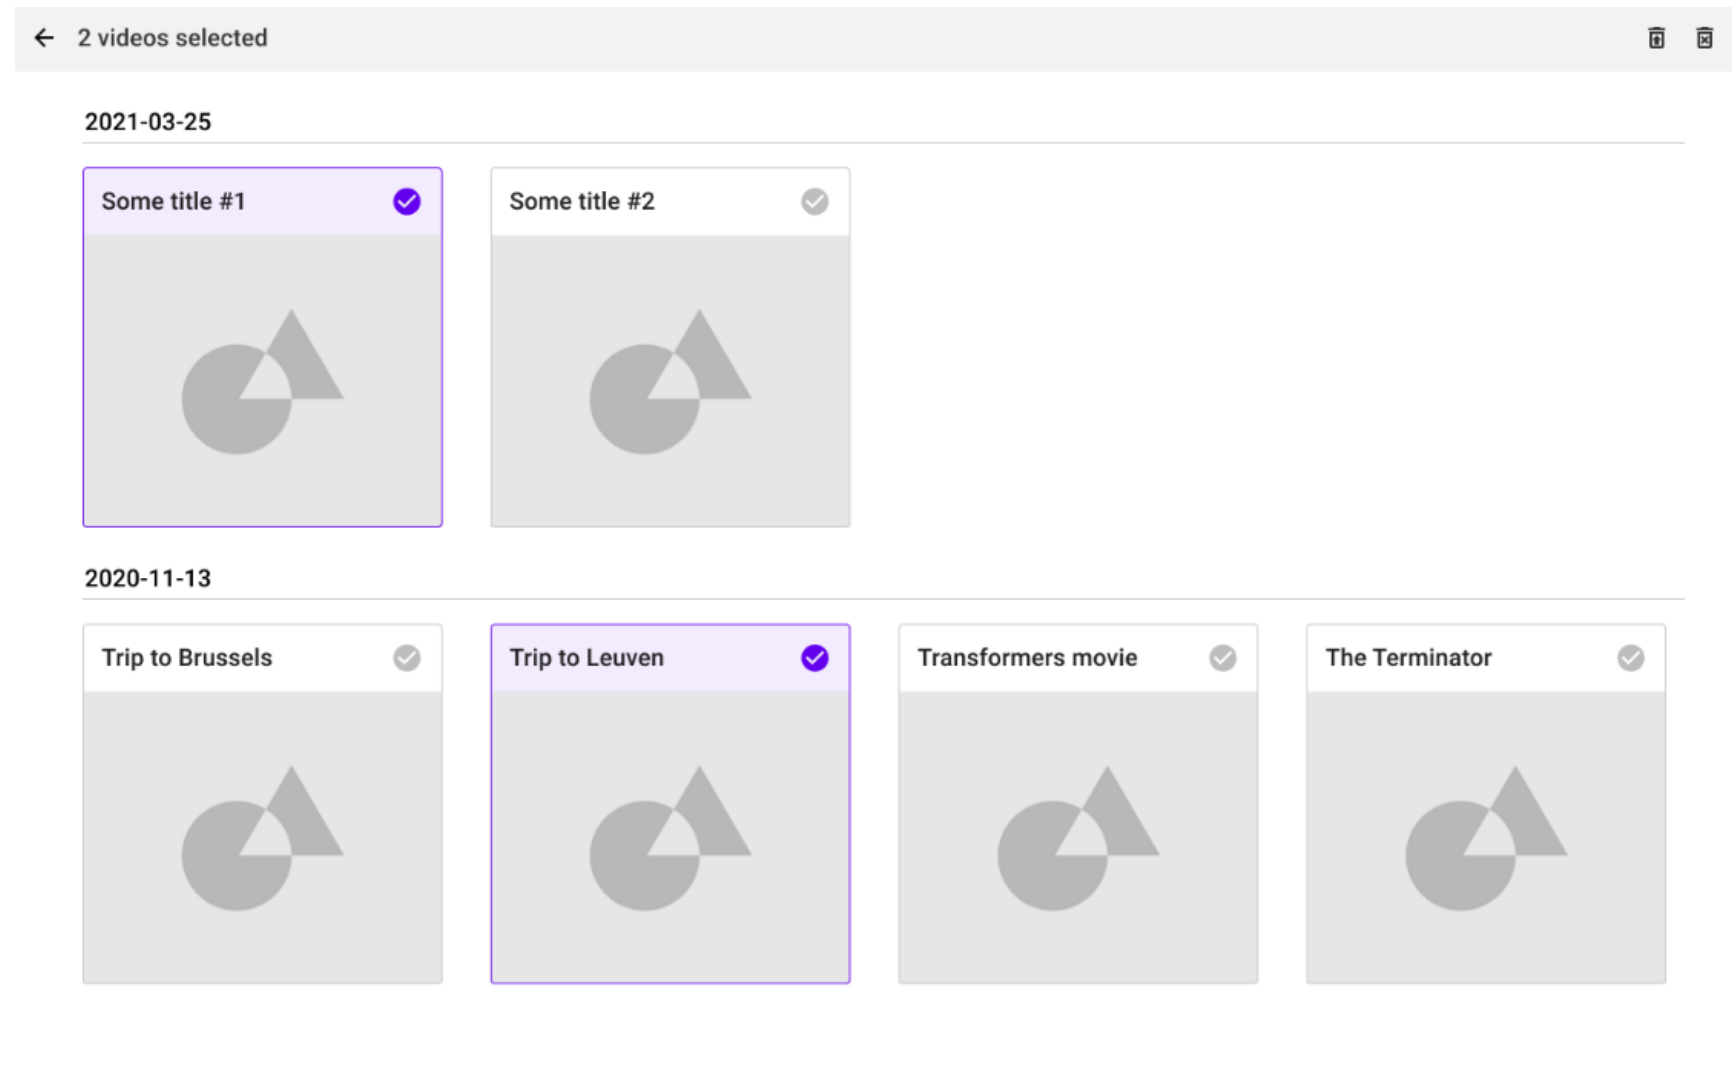 2 videos selected
2021-03-25
Some title #1
Some title #2
2020-11-13
Trip to Brussels
Trip to Leuven
Transformers movie
The Terminator